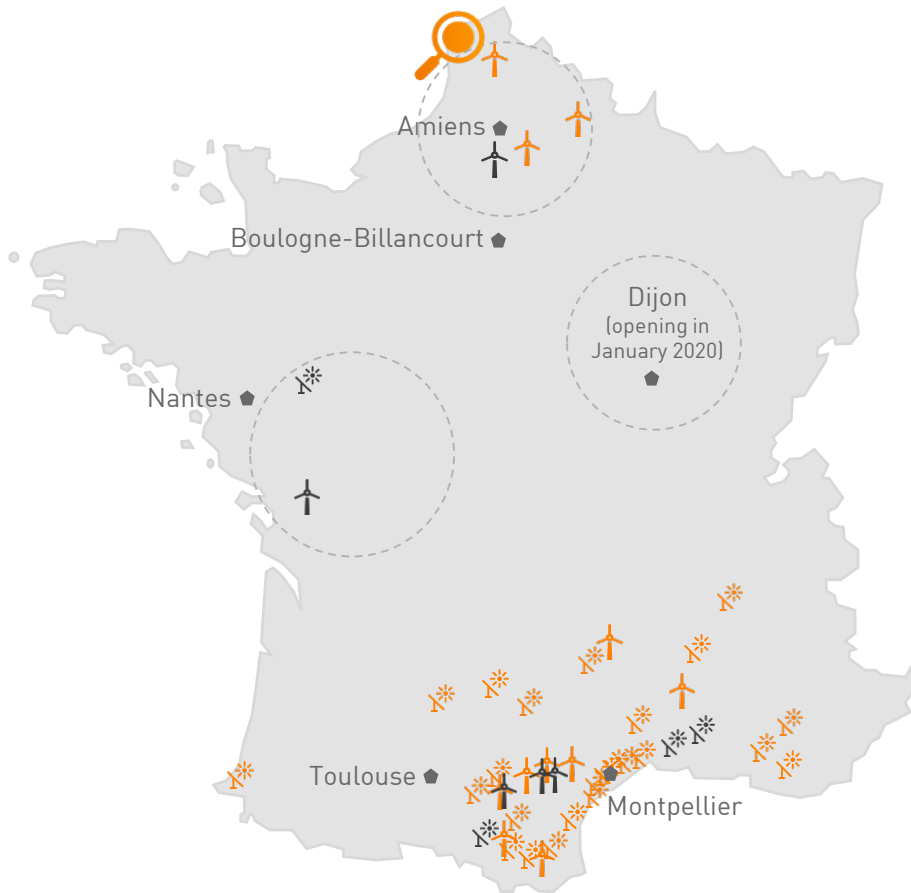 Amiens
Boulogne-Billancourt
Dijon
(opening in
January 2020)
Nantes
Toulouse
Montpellier